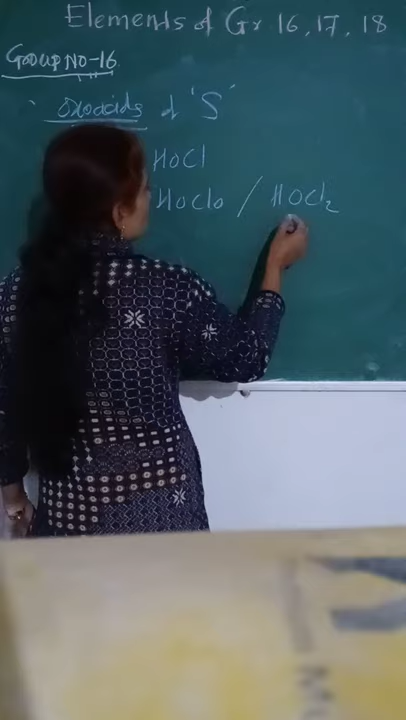 Elements of Gr 16, 17, 18
Group No-16
Oxoacids of 'S'
HOCl
HOClO / HOCl2